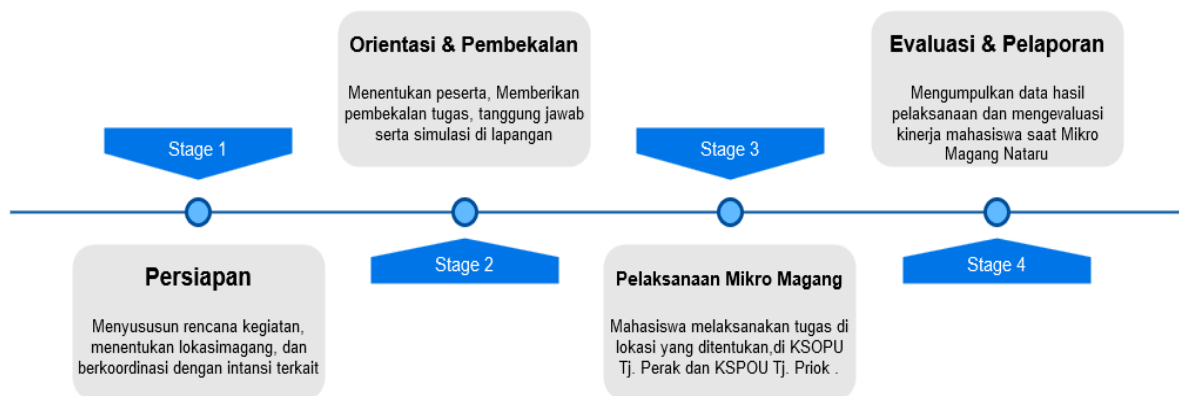 Stage 1
Persiapan
Menyususun rencana kegiatan,
menentukan lokasimagang, dan
berkoordinasi dengan intansi terkait
Orientasi & Pembekalan
Menentukan peserta, Memberikan
pembekalan tugas, tanggung jawab
serta simulasi di lapangan
Stage 2
Stage 3
Pelaksanaan Mikro Magang
Mahasiswa melaksanakan tugas di
lokasi yang ditentukan,di KSOPU
Tj. Perak dan KSPOU Tj. Priok .
Evaluasi & Pelaporan
Mengumpulkan data hasil
pelaksanaan dan mengevaluasi
kinerja mahasiswa saat Mikro
Magang Nataru
Stage 4